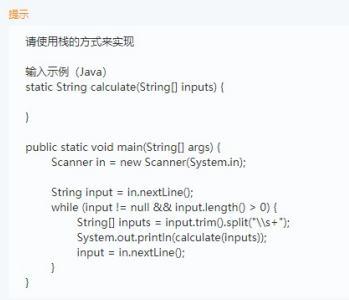 提示
请使用栈的方式来实现
输入示例（Java）
static String calculate(String[] inputs) {
}
public static void main(String[] args) {
Scanner in = new Scanner(System.in);
String input = in.nextLine();
while (input != null && input.length() > 0) {
String[] inputs = input.trim().split("\\s+");
System.out.println(calculate(inputs));
input = in.nextLine();
}
}